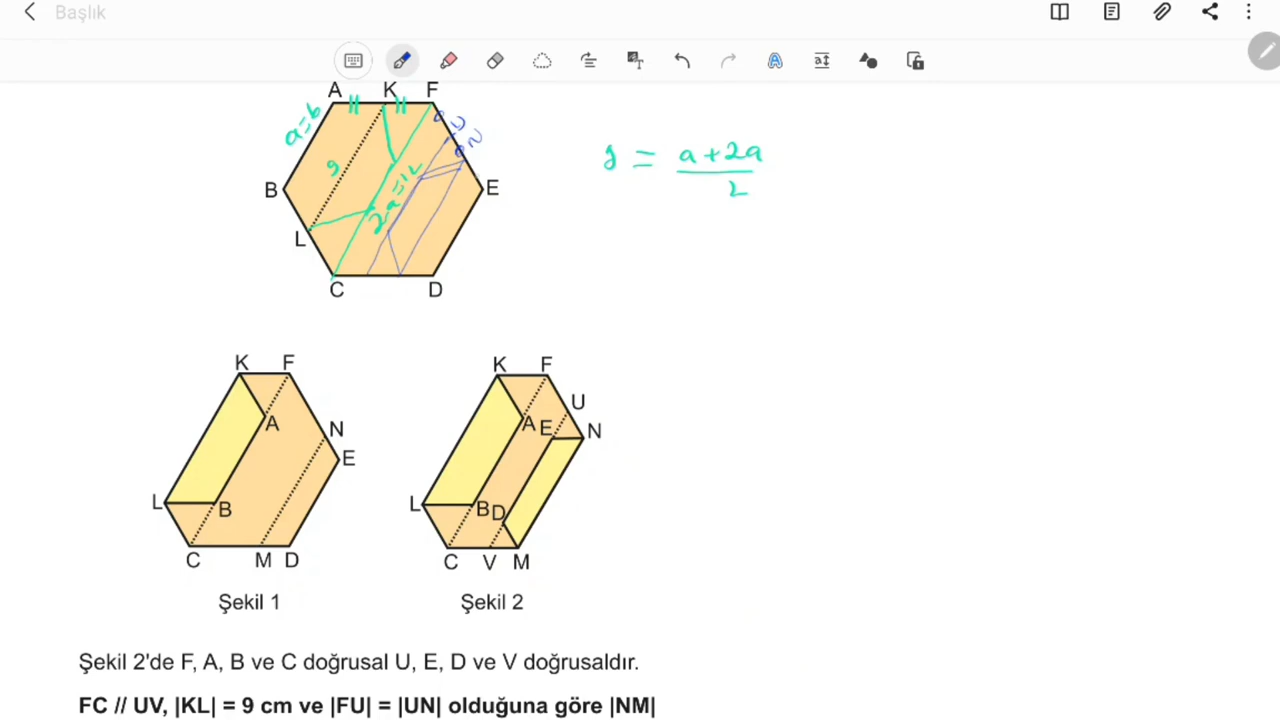 Başlık
A K F
a=6
9
2a=12
B
E
L
C D
9 = a+2a
2
K F
A
N
E
L
B
C M D
Şekil 1
K F
U
A E N
L B D
C V M
Şekil 2
Şekil 2'de F, A, B ve C doğrusal U, E, D ve V doğrusaldır.
FC // UV, |KL| = 9 cm ve |FU| = |UN| olduğuna göre |NM|